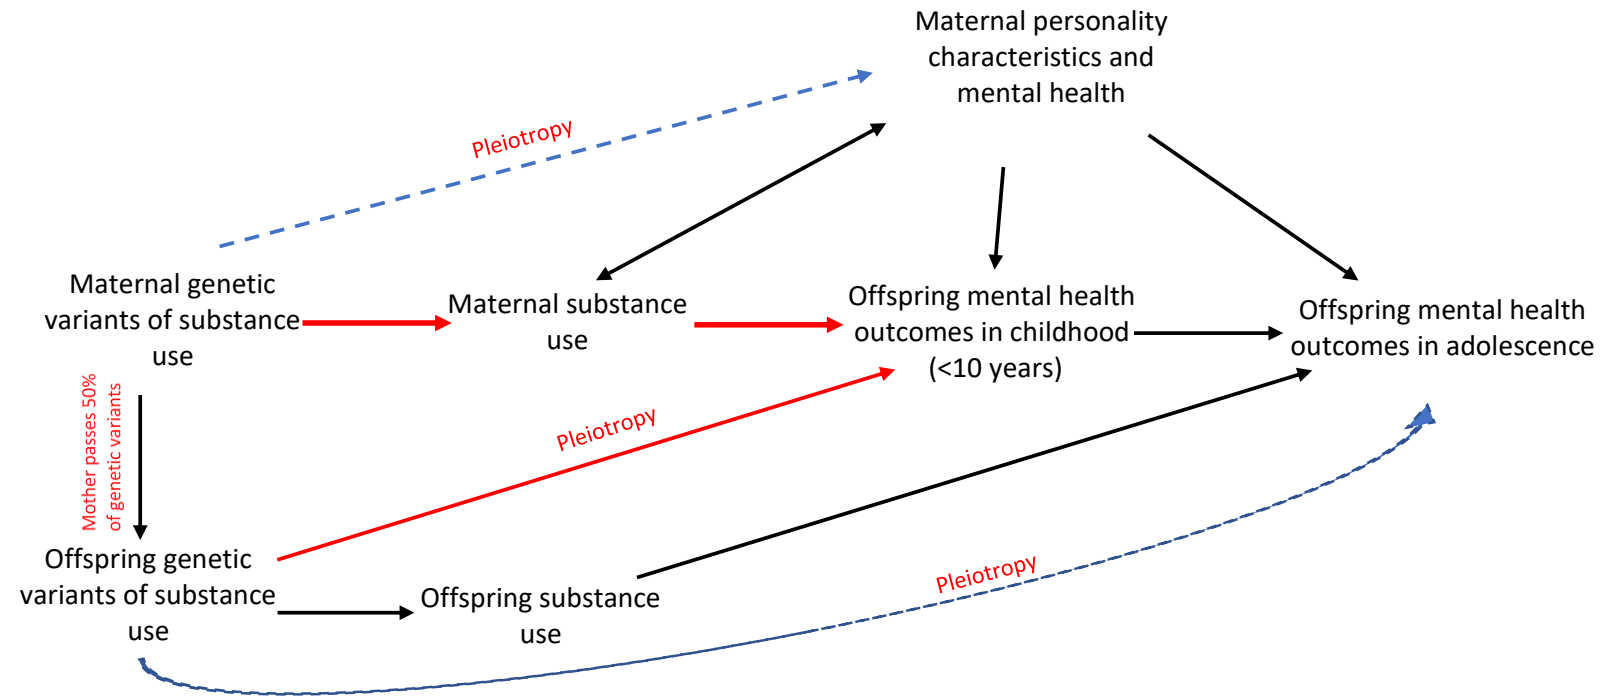 Maternal personality
characteristics and
mental health
Pleiotropy
Maternal genetic
variants of substance
use
Maternal substance
use
Offspring mental health
outcomes in childhood
(<10 years)
Offspring mental health
outcomes in adolescence
Mother passes 50%
of genetic variants
Pleiotropy
Offspring genetic
variants of substance
use
Offspring substance
use
Pleiotropy